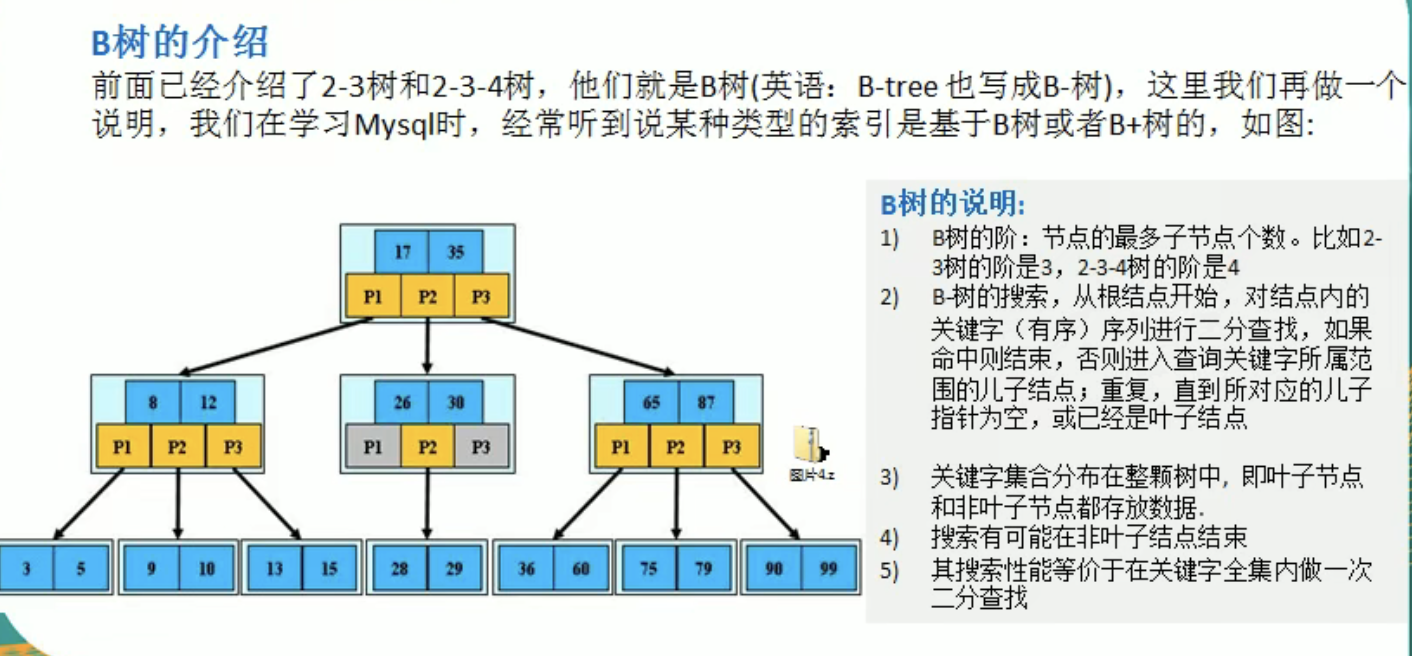 B树的介绍
前面已经介绍了2-3树和2-3-4树，他们就是B树(英语：B-tree 也写成B-树)，这里我们再做一个
说明，我们在学习Mysql时，经常听到说某种类型的索引是基于B树或者B+树的，如图:
17 35
P1 P2 P3
8 12
P1 P2 P3
26 30
P1 P2 P3
65 87
P1 P2 P3
3 5
9 10
13 15
28 29
36 60
75 79
90 99
图片4.z
B树的说明:
1) B树的阶：节点的最多子节点个数。比如2-
3树的阶是3，2-3-4树的阶是4
2) B-树的搜索，从根结点开始，对结点内的
关键字（有序）序列进行二分查找，如果
命中则结束，否则进入查询关键字所属范
围的儿子结点；重复，直到所对应的儿子
指针为空，或已经是叶子结点
3) 关键字集合分布在整颗树中, 即叶子节点
和非叶子节点都存放数据.
4) 搜索有可能在非叶子结点结束
5) 其搜索性能等价于在关键字全集内做一次
二分查找